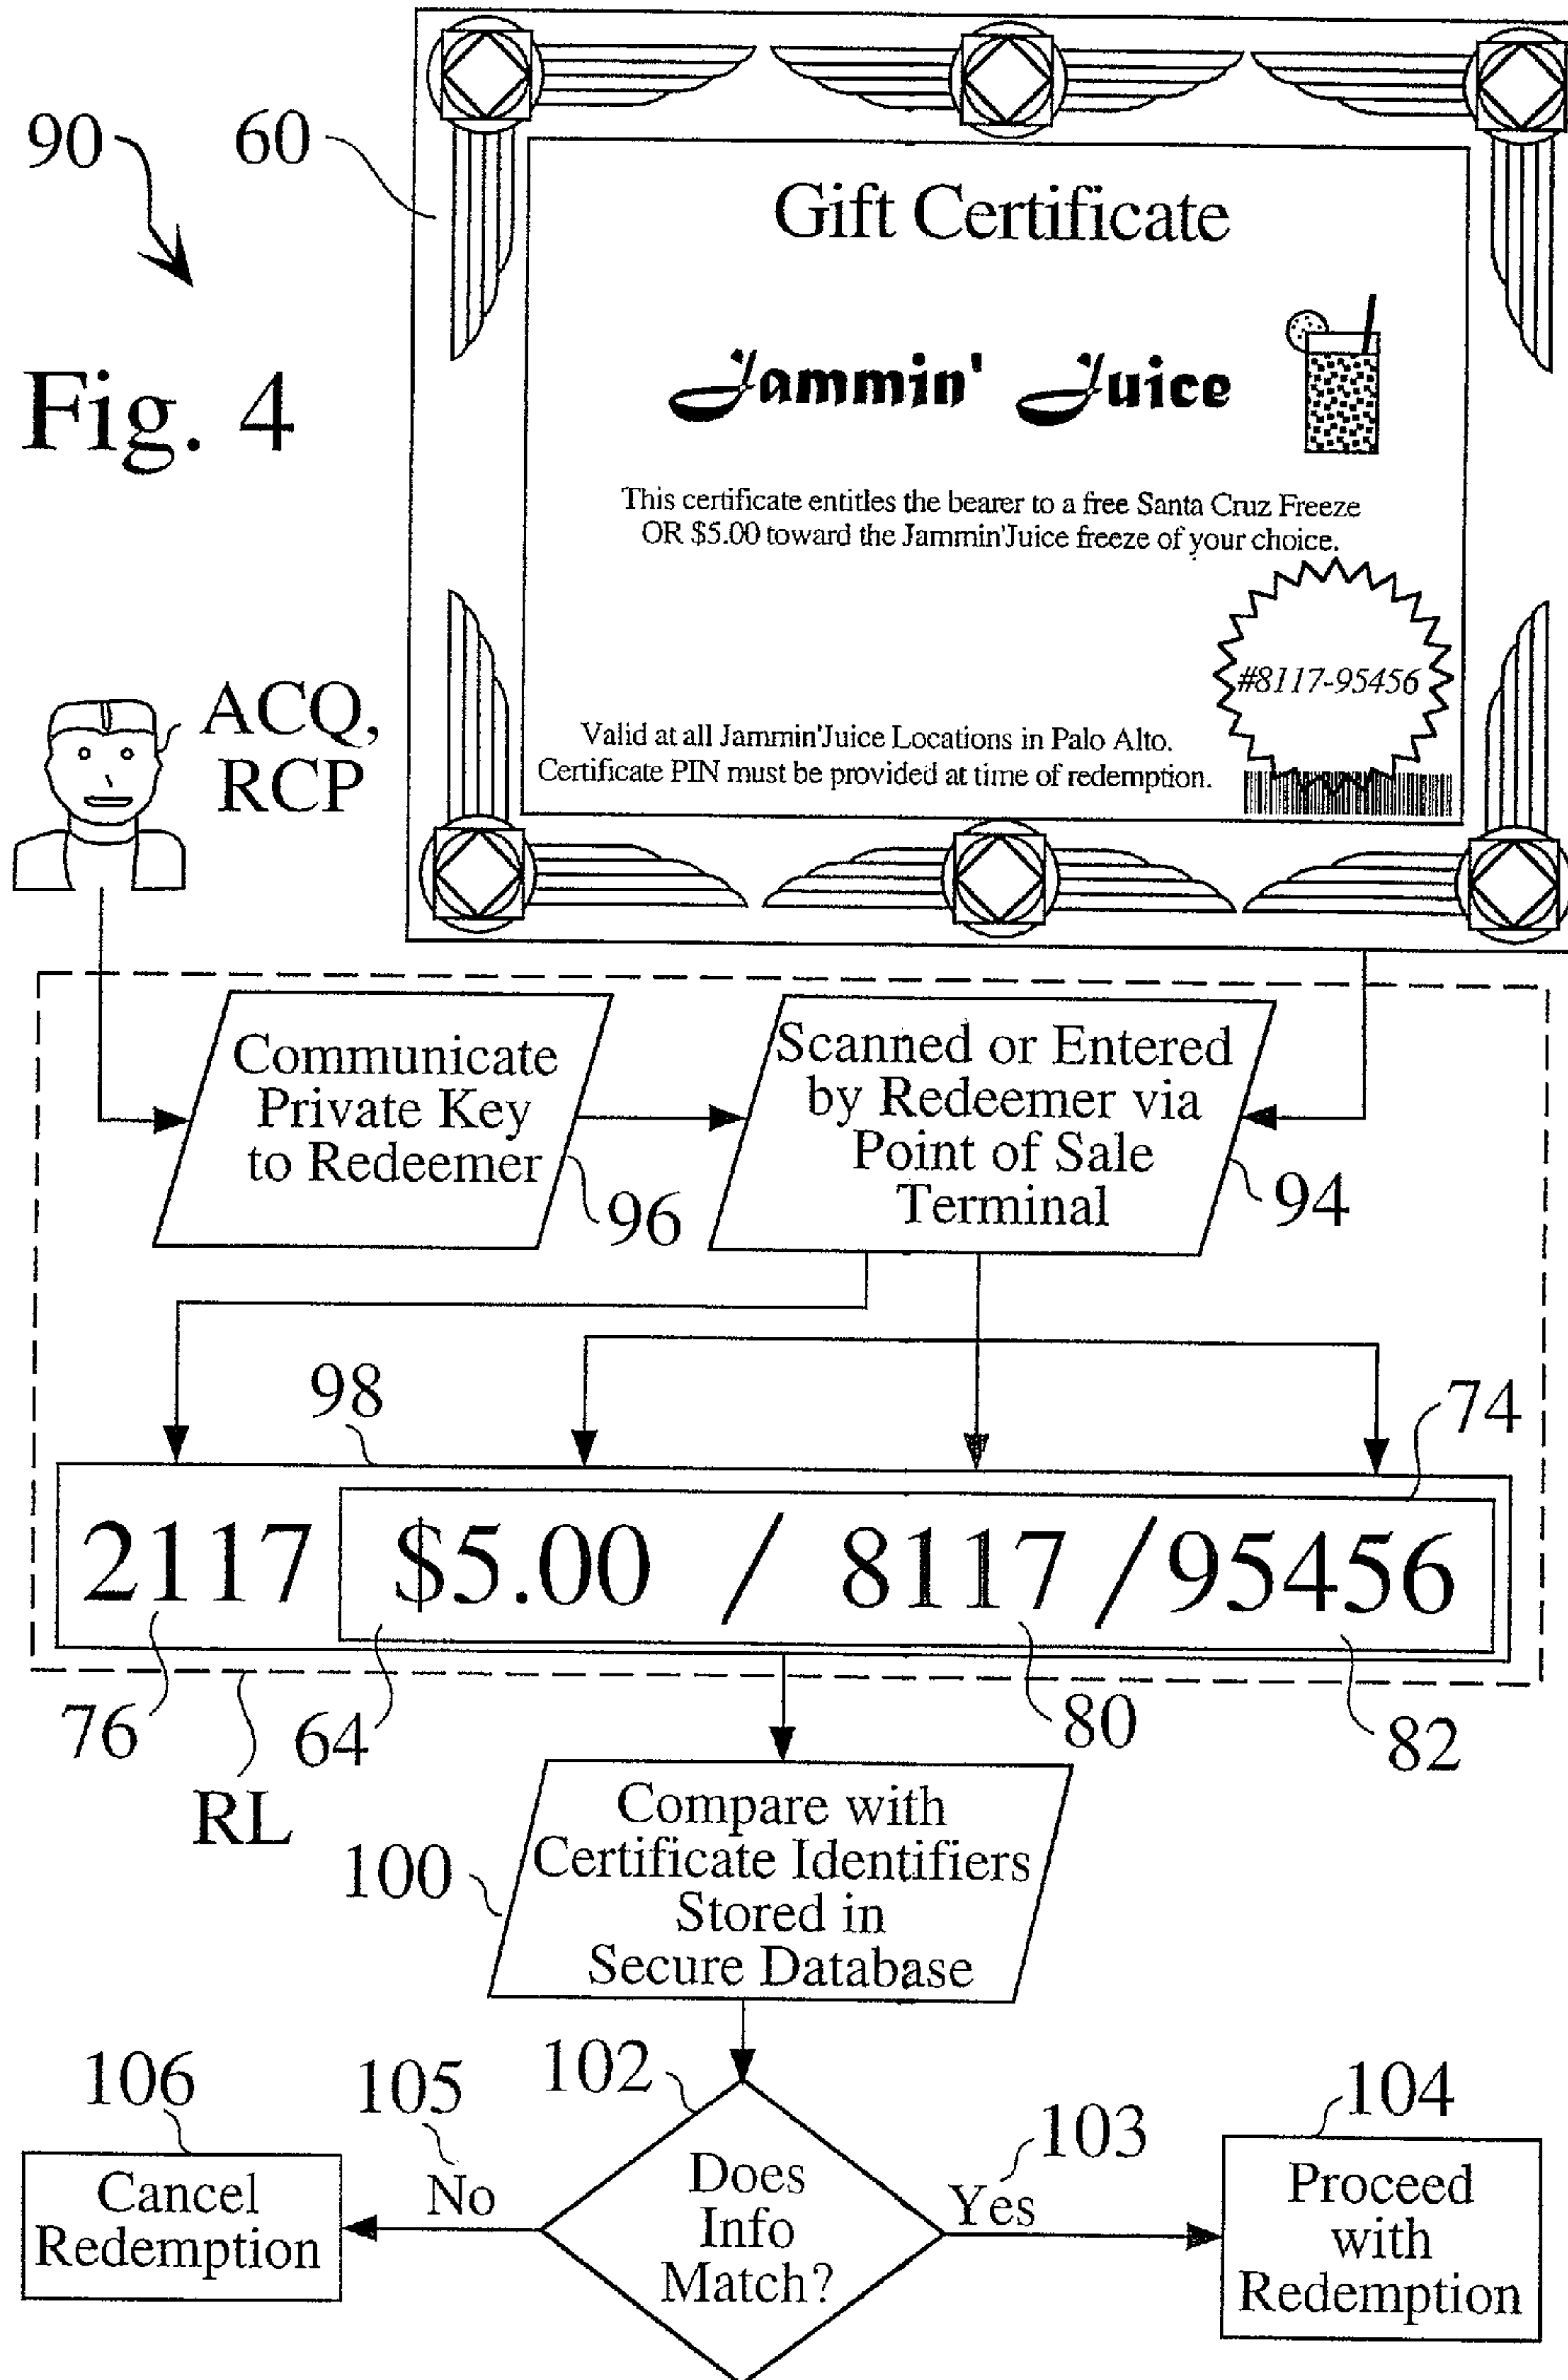 90
60
Fig. 4
Gift Certificate
Jammin' Juice
This certificate entitles the bearer to a free Santa Cruz Freeze
OR $5.00 toward the Jammin'Juice freeze of your choice.
#8117-95456
Valid at all Jammin'Juice Locations in Palo Alto.
Certificate PIN must be provided at time of redemption.
ACQ,
RCP
Communicate
Private Key
to Redeemer
96
Scanned or Entered
by Redeemer via
Point of Sale
Terminal
94
98
74
2117 $5.00 / 8117 / 95456
76
64
80
82
RL
100
Compare with
Certificate Identifiers
Stored in
Secure Database
106
105
102
103
104
Cancel
Redemption
No
Does
Info
Match?
Yes
Proceed
with
Redemption